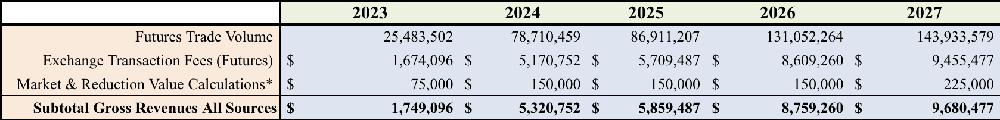 2023 2024 2025 2026 2027
Futures Trade Volume 25,483,502 78,710,459 86,911,207 131,052,264 143,933,579
Exchange Transaction Fees (Futures) $ 1,674,096 $ 5,170,752 $ 5,709,487 $ 8,609,260 $ 9,455,477
Market & Reduction Value Calculations* $ 75,000 $ 150,000 $ 150,000 $ 150,000 $ 225,000
Subtotal Gross Revenues All Sources $ 1,749,096 $ 5,320,752 $ 5,859,487 $ 8,759,260 $ 9,680,477